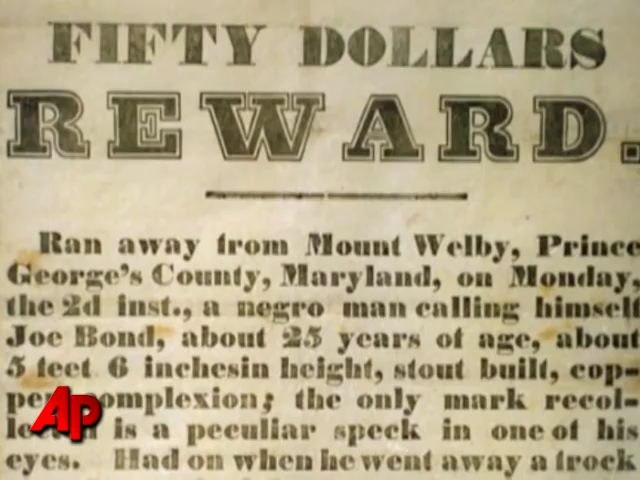 FIFTY DOLLARS
REWARD.
Ran away from Mount Welby, Prince
George's County, Maryland, on Monday,
the 2d inst., a negro man calling himself
Joe Bond, about 25 years of age, about
5 feet 6 inchesin height, stout built, cop-
per complexion; the only mark recol-
is a peculiar speck in one of his
eyes. Had on when he went away a frock
AP